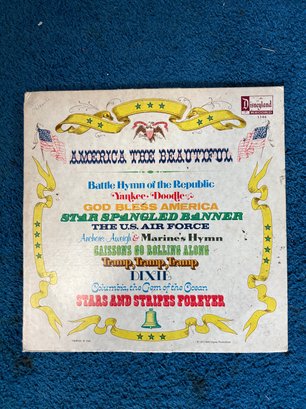 Disneyland
1366
AMERICA THE BEAUTIFUL
Battle Hymn of the Republic
Yankee Doodle
GOD BLESS AMERICA
STAR SPANGLED BANNER
THE U.S. AIR FORCE
Anchors Aweigh & Marine's Hymn
CAISSONS GO ROLLING ALONG
Tramp, Tramp, Tramp
DIXIE
Columbia, the Gem of the Ocean
STARS AND STRIPES FOREVER